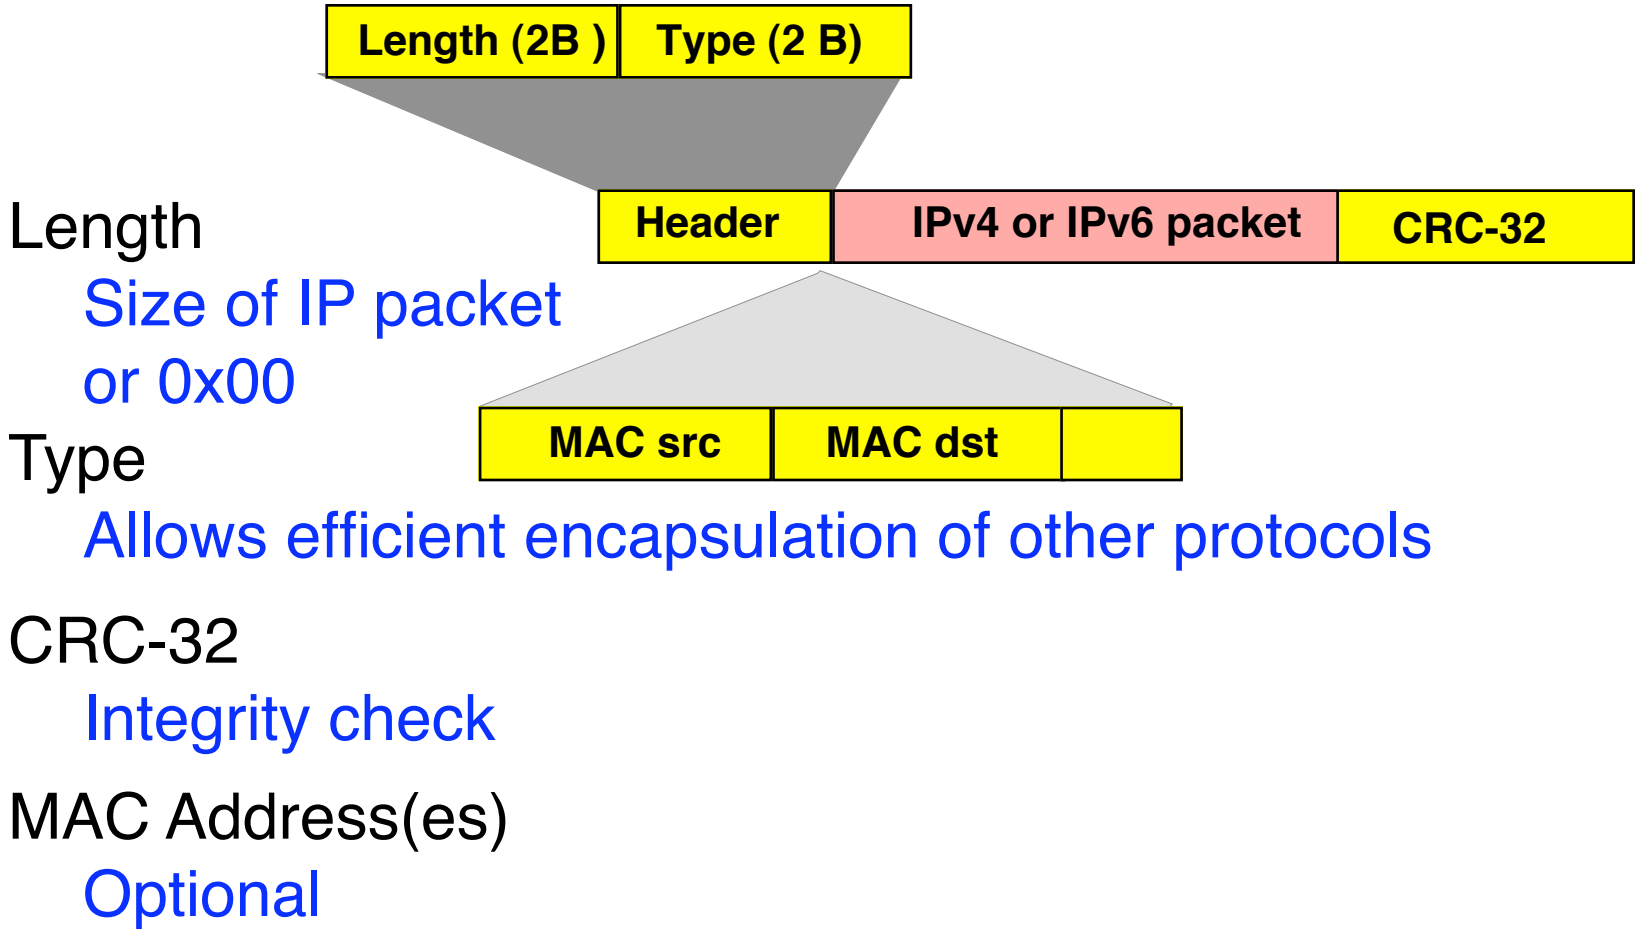 Length (2B ) Type (2 B)
Header IPv4 or IPv6 packet CRC-32
Length
Size of IP packet
or 0x00
MAC src MAC dst
Type
Allows efficient encapsulation of other protocols
CRC-32
Integrity check
MAC Address(es)
Optional